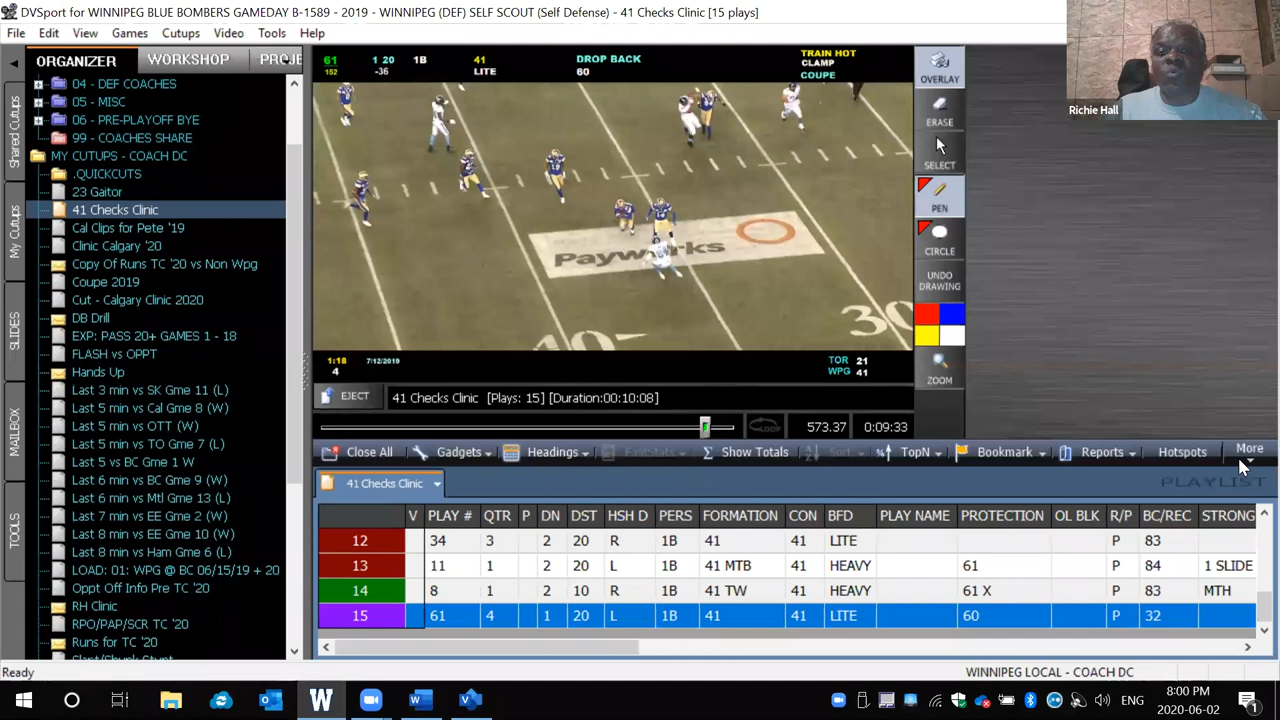 DVSport for WINNIPEG BLUE BOMBERS GAMEDAY B-1589 - 2019 - WINNIPEG (DEF) SELF SCOUT (Self Defense) - 41 Checks Clinic [15 plays]
File Edit View Games Cutups Video Tools Help
ORGANIZER WORKSHOP PROJ
Shared Cutups
My Cutups
SLIDES
MAILBOX
TOOLS
04 - DEF COACHES
05 - MISC
06 - PRE-PLAYOFF BYE
99 - COACHES SHARE
MY CUTUPS - COACH DC
.QUICKCUTS
23 Gaitor
41 Checks Clinic
Cal Clips for Pete '19
Clinic Calgary '20
Copy Of Runs TC '20 vs Non Wpg
Coupe 2019
Cut - Calgary Clinic 2020
DB Drill
EXP: PASS 20+ GAMES 1 - 18
FLASH vs OPPT
Hands Up
Last 3 min vs SK Gme 11 (L)
Last 5 min vs Cal Gme 8 (W)
Last 5 min vs OTT (W)
Last 5 min vs TO Gme 7 (L)
Last 5 vs BC Gme 1 W
Last 6 min vs BC Gme 9 (W)
Last 6 min vs Mtl Gme 13 (L)
Last 7 min vs EE Gme 2 (W)
Last 8 min vs EE Gme 10 (W)
Last 8 min vs Ham Gme 6 (L)
LOAD: 01: WPG @ BC 06/15/19 + 20
Oppt Off Info Pre TC '20
RH Clinic
RPO/PAP/SCR TC '20
Runs for TC '20
61 1 20 1B 41 DROP BACK TRAIN HOT
152 -36 LITE 60 CLAMP
COUPE
Payworks
30
1:18 7/12/2019 TOR 21
4 WPG 41
OVERLAY
ERASE
SELECT
PEN
CIRCLE
UNDO
DRAWING
ZOOM
Richie Hall
EJECT 41 Checks Clinic [Plays: 15] [Duration:00:10:08]
LOOP 573.37 0:09:33
Close All Gadgets Headings Show Totals Sort TopN Bookmark Reports Hotspots More
41 Checks Clinic PLAYLIST
V PLAY # QTR P DN DST HSH D PERS FORMATION CON BFD PLAY NAME PROTECTION OL BLK R/P BC/REC STRONG
12 34 3 2 20 R 1B 41 41 LITE P 83
13 11 1 2 20 L 1B 41 MTB 41 HEAVY 61 P 84 1 SLIDE
14 8 1 2 10 R 1B 41 TW 41 HEAVY 61 X P 83 MTH
15 61 4 1 20 L 1B 41 41 LITE 60 P 32
Ready WINNIPEG LOCAL - COACH DC
ENG 8:00 PM
2020-06-02
1